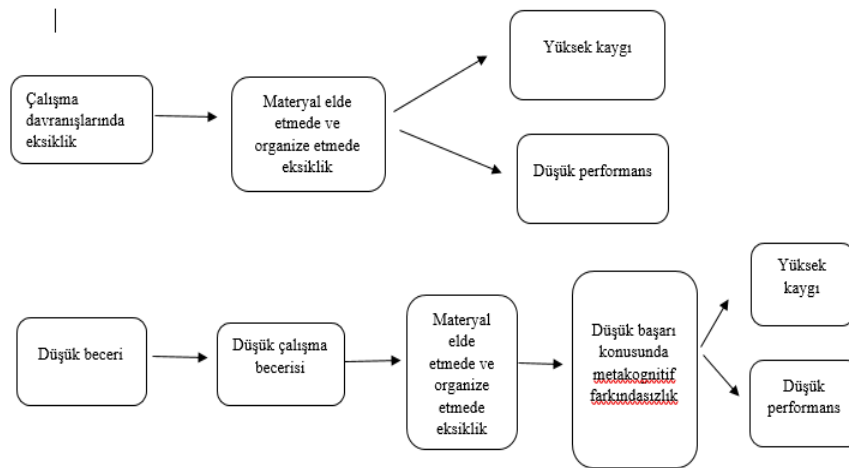 Yüksek kaygı
Çalışma
davranışlarında
eksiklik
Materyal elde
etmede ve
organize etmede
eksiklik
Düşük performans
Düşük beceri
Düşük çalışma
becerisi
Materyal
elde
etmede ve
organize
etmede
eksiklik
Düşük başarı
konusunda
metakognitif
farkındasızlık
Yüksek
kaygı
Düşük
performans